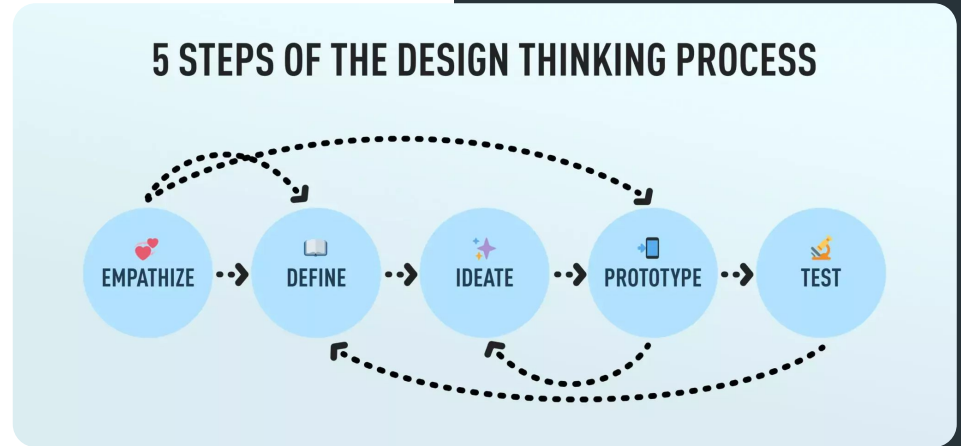 5 STEPS OF THE DESIGN THINKING PROCESS
EMPATHIZE
DEFINE
IDEATE
PROTOTYPE
TEST